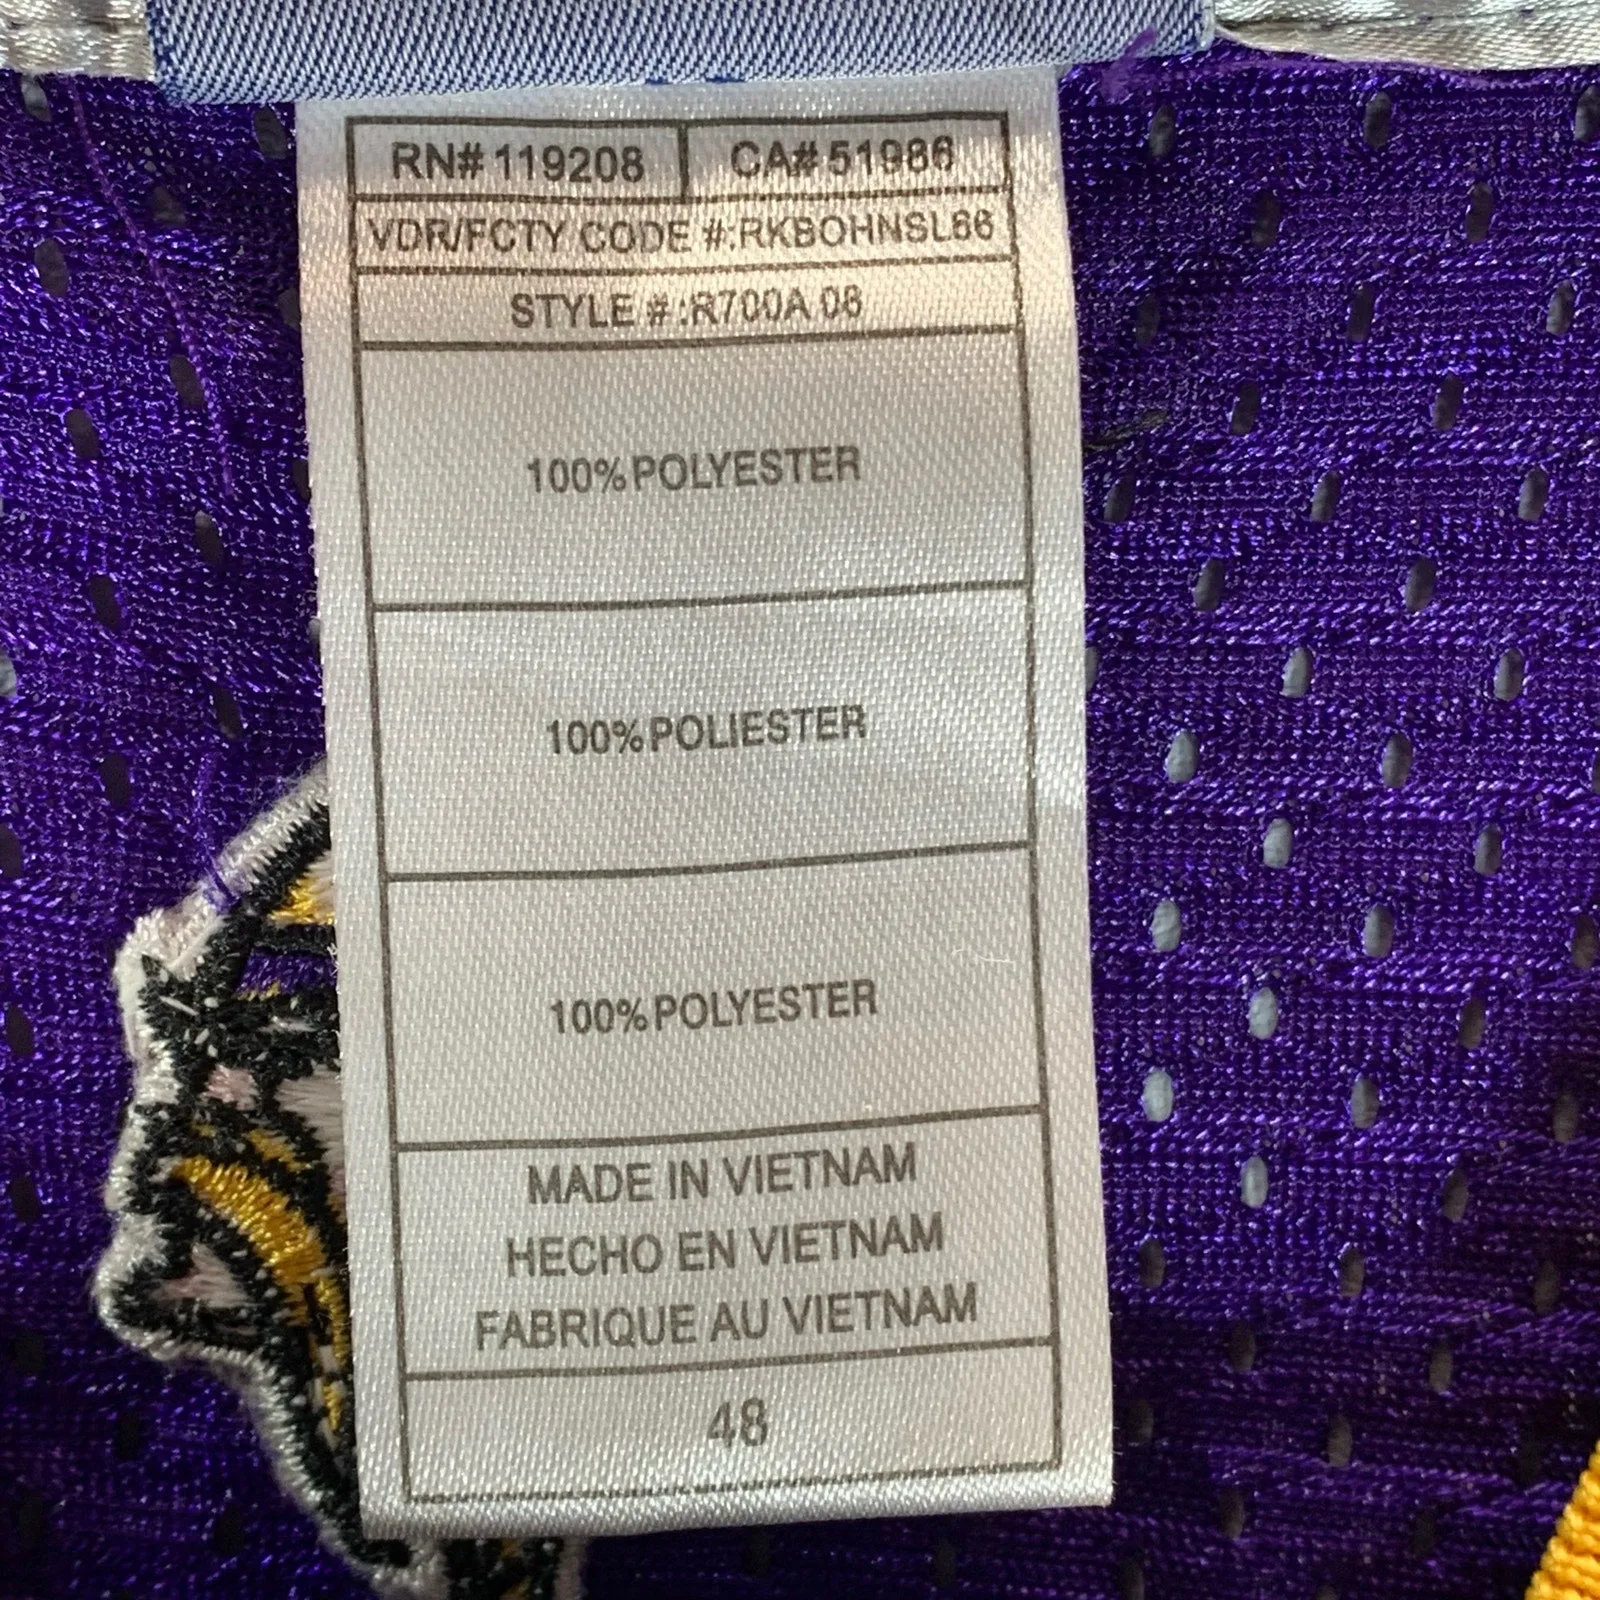 RN# 119208 CA# 51986
VDR/FCTY CODE #:RKBOHNSL66
STYLE #:R700A 06
100% POLYESTER
100% POLIESTER
100% POLYESTER
MADE IN VIETNAM
HECHO EN VIETNAM
FABRIQUE AU VIETNAM
48